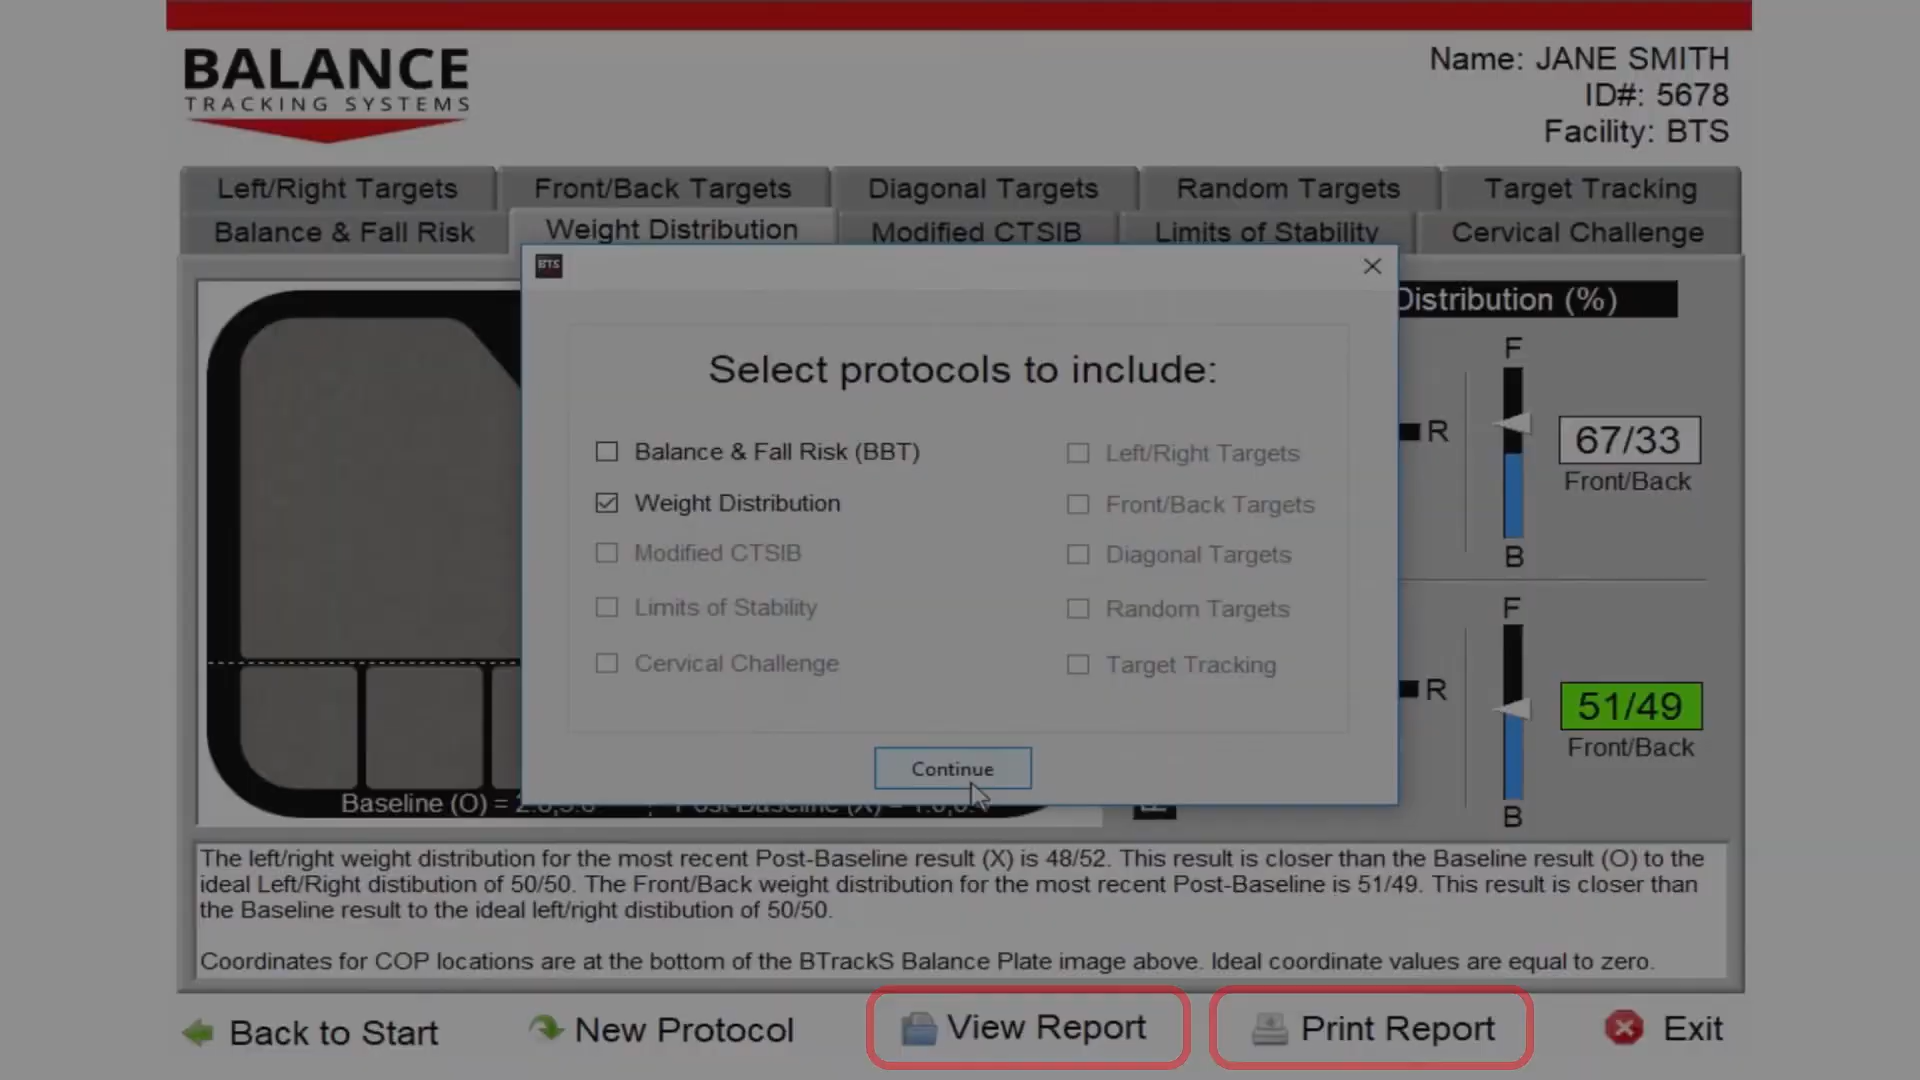 BALANCE
TRACKING SYSTEMS
Name: JANE SMITH
ID#: 5678
Facility: BTS
Left/Right Targets
Front/Back Targets
Diagonal Targets
Random Targets
Target Tracking
Balance & Fall Risk
Weight Distribution
Modified CTSIB
Limits of Stability
Cervical Challenge
BTS
Distribution (%)
Select protocols to include:
Balance & Fall Risk (BBT)
Weight Distribution
Modified CTSIB
Limits of Stability
Cervical Challenge
Left/Right Targets
Front/Back Targets
Diagonal Targets
Random Targets
Target Tracking
Continue
F
R
67/33
Front/Back
B
F
R
51/49
Front/Back
B
Baseline (O) =
Post-Baseline (X) =
The left/right weight distribution for the most recent Post-Baseline result (X) is 48/52. This result is closer than the Baseline result (O) to the
ideal Left/Right distibution of 50/50. The Front/Back weight distribution for the most recent Post-Baseline is 51/49. This result is closer than
the Baseline result to the ideal left/right distibution of 50/50.
Coordinates for COP locations are at the bottom of the BTrackS Balance Plate image above. Ideal coordinate values are equal to zero.
Back to Start
New Protocol
View Report
Print Report
Exit